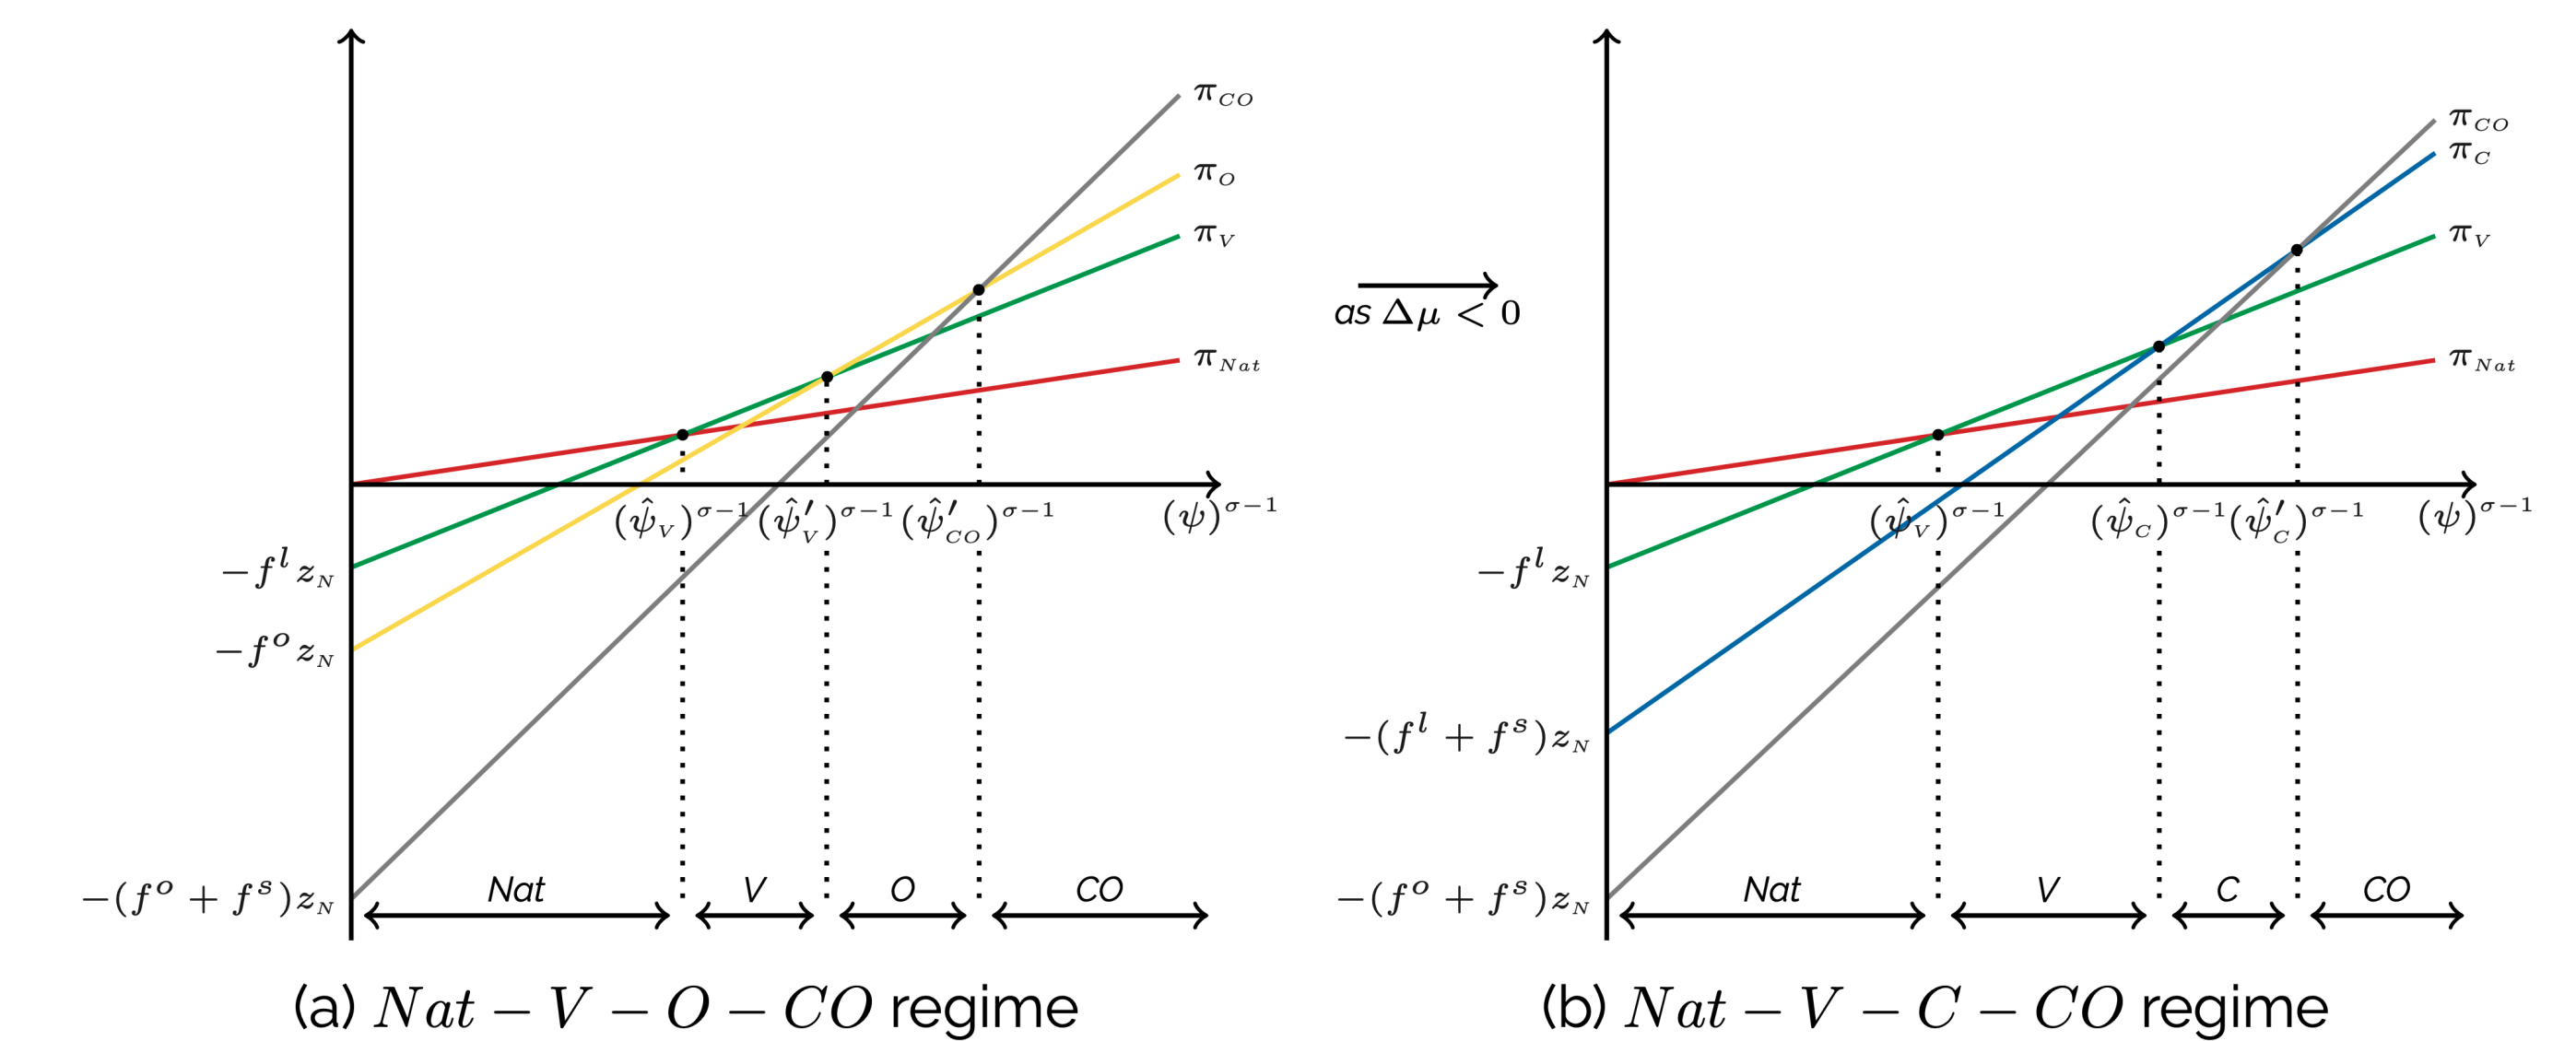 π_CO
π_O
π_V
π_Nat
(ψ̂_V)^{σ−1} (ψ̂′_V)^{σ−1} (ψ̂′_CO)^{σ−1} (ψ)^{σ−1}
−f^l z_N
−f^o z_N
−(f^o + f^s)z_N
Nat V O CO
(a) Nat − V − O − CO regime
as Δμ < 0
π_CO
π_C
π_V
π_Nat
(ψ̂_V)^{σ−1} (ψ̂_C)^{σ−1} (ψ̂′_C)^{σ−1} (ψ)^{σ−1}
−f^l z_N
−(f^l + f^s)z_N
−(f^o + f^s)z_N
Nat V C CO
(b) Nat − V − C − CO regime